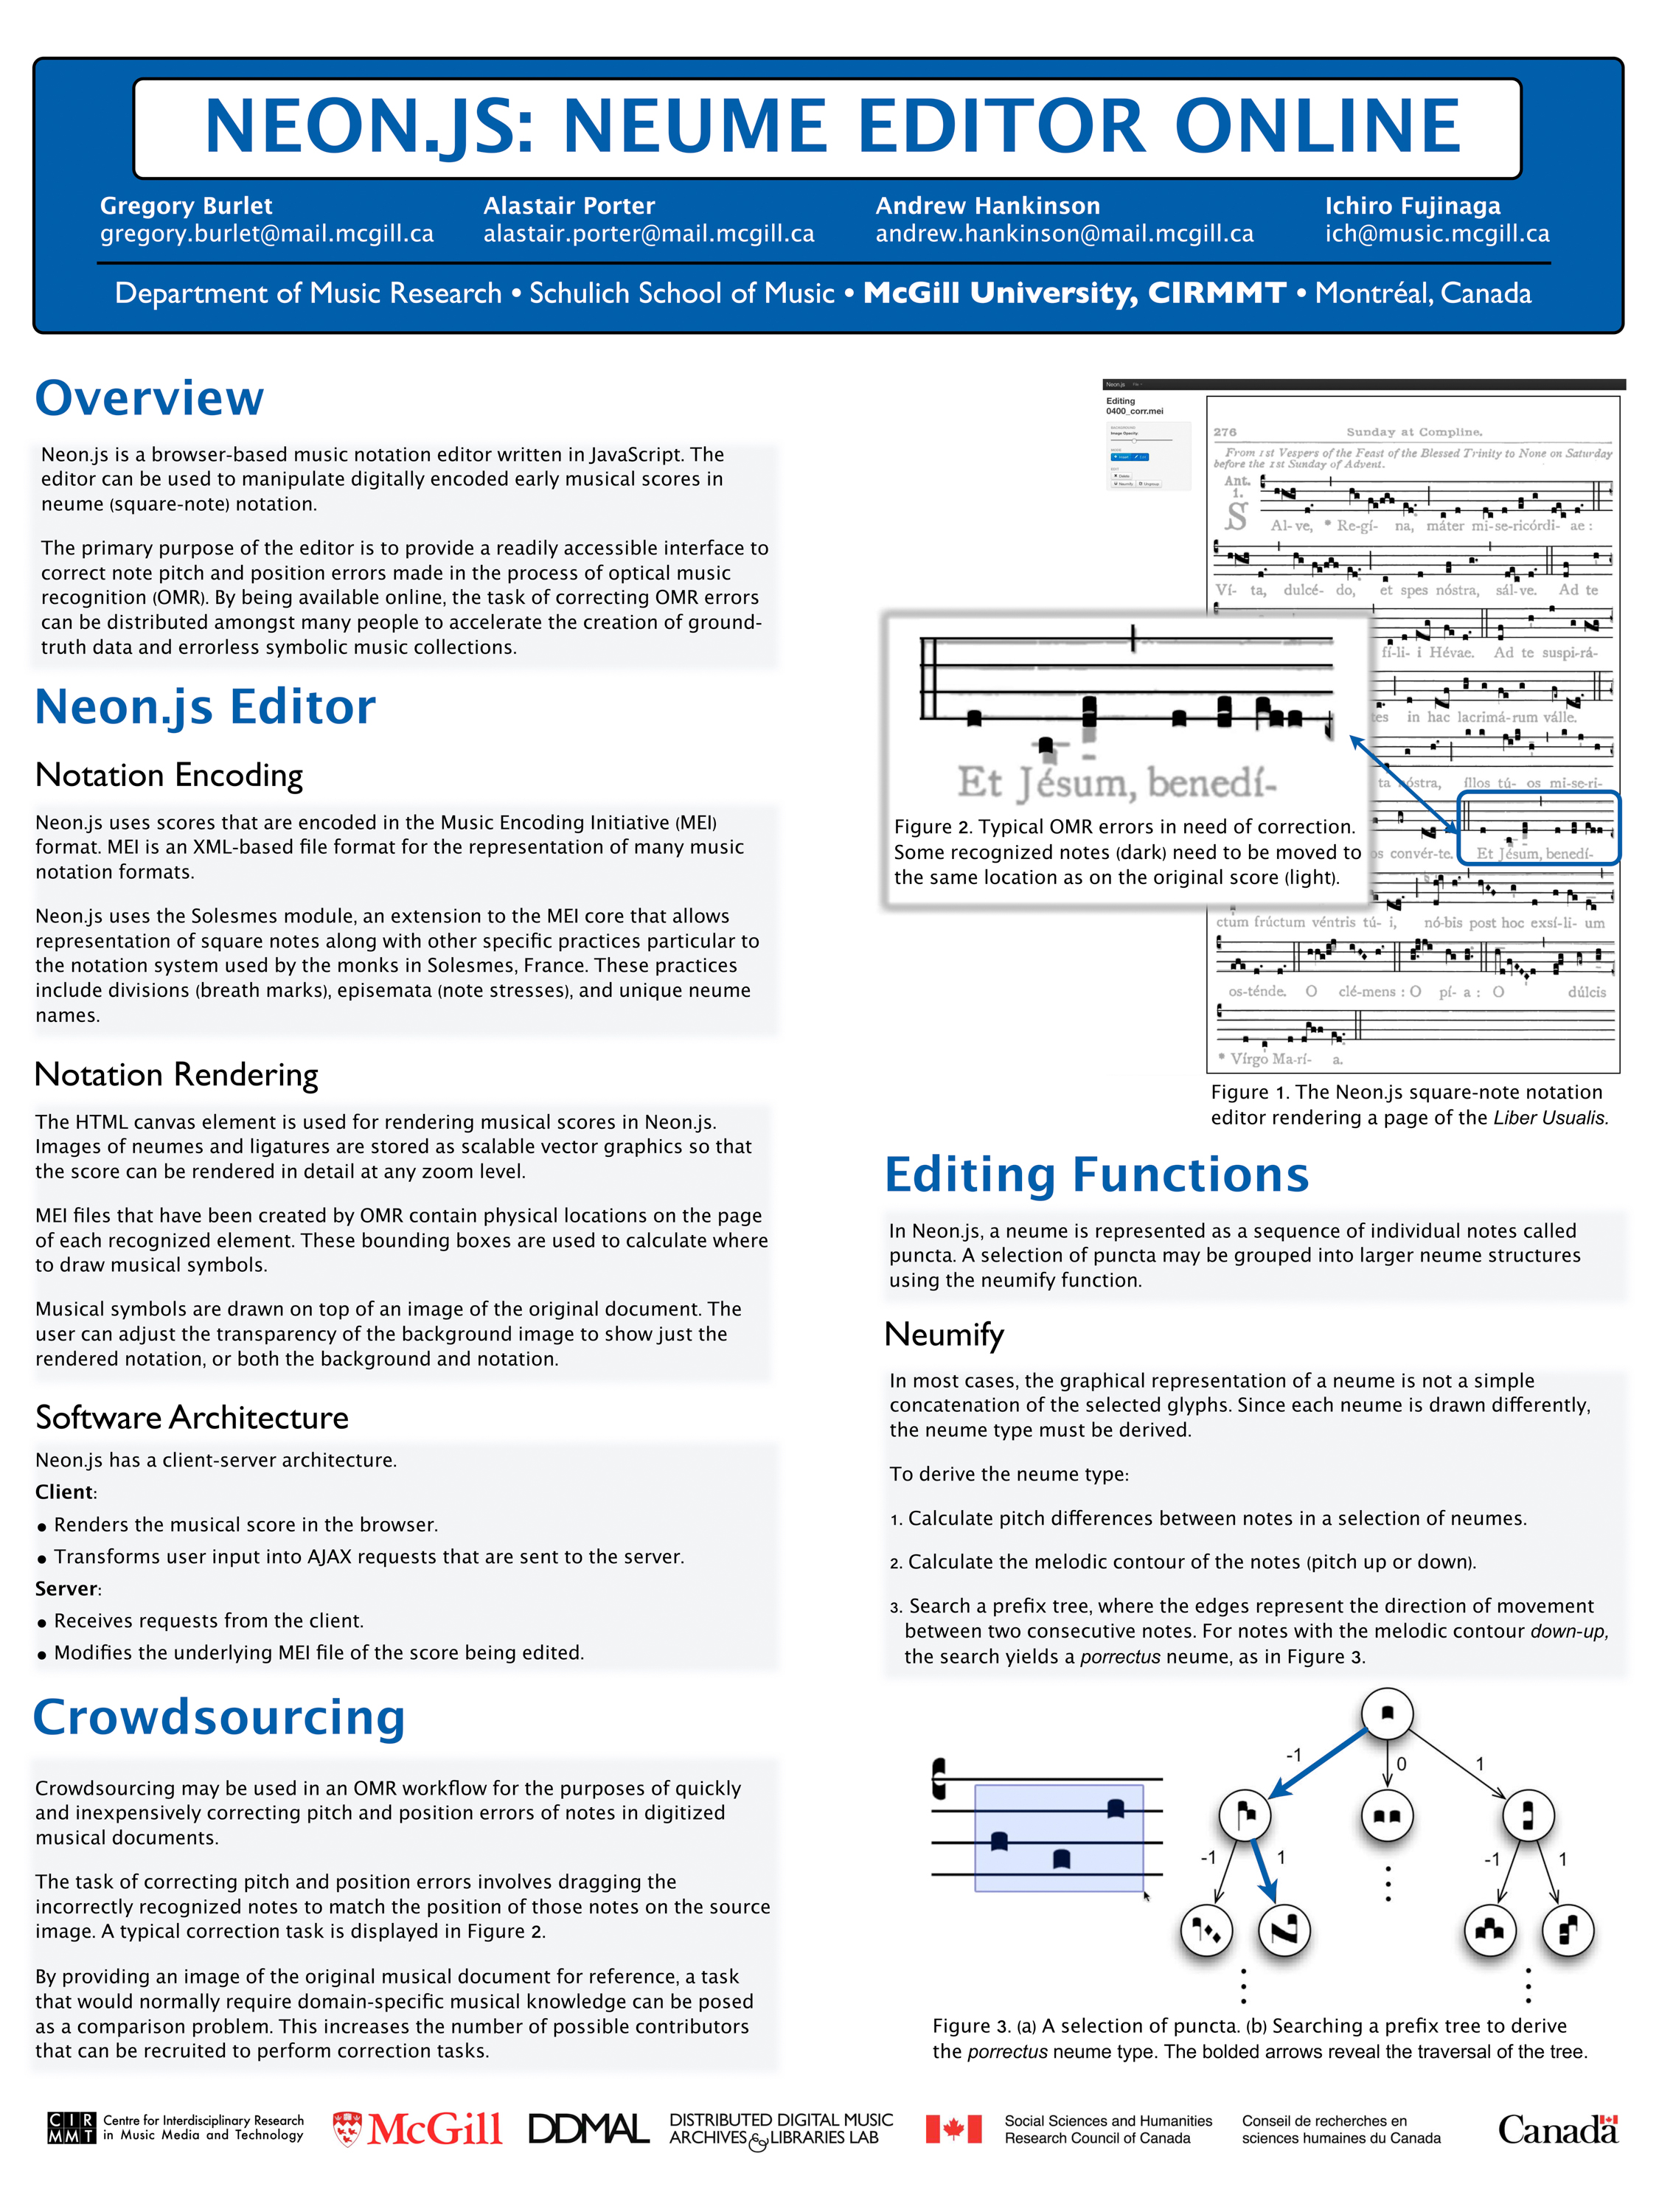 NEON.JS: NEUME EDITOR ONLINE
Gregory Burlet
gregory.burlet@mail.mcgill.ca
Alastair Porter
alastair.porter@mail.mcgill.ca
Andrew Hankinson
andrew.hankinson@mail.mcgill.ca
Ichiro Fujinaga
ich@music.mcgill.ca
Department of Music Research • Schulich School of Music • McGill University, CIRMMT • Montréal, Canada
Overview
Neon.js is a browser-based music notation editor written in JavaScript. The
editor can be used to manipulate digitally encoded early musical scores in
neume (square-note) notation.
The primary purpose of the editor is to provide a readily accessible interface to
correct note pitch and position errors made in the process of optical music
recognition (OMR). By being available online, the task of correcting OMR errors
can be distributed amongst many people to accelerate the creation of ground-
truth data and errorless symbolic music collections.
Neon.js Editor
Notation Encoding
Neon.js uses scores that are encoded in the Music Encoding Initiative (MEI)
format. MEI is an XML-based file format for the representation of many music
notation formats.
Neon.js uses the Solesmes module, an extension to the MEI core that allows
representation of square notes along with other specific practices particular to
the notation system used by the monks in Solesmes, France. These practices
include divisions (breath marks), episemata (note stresses), and unique neume
names.
Notation Rendering
The HTML canvas element is used for rendering musical scores in Neon.js.
Images of neumes and ligatures are stored as scalable vector graphics so that
the score can be rendered in detail at any zoom level.
MEI files that have been created by OMR contain physical locations on the page
of each recognized element. These bounding boxes are used to calculate where
to draw musical symbols.
Musical symbols are drawn on top of an image of the original document. The
user can adjust the transparency of the background image to show just the
rendered notation, or both the background and notation.
Software Architecture
Neon.js has a client-server architecture.
Client:
• Renders the musical score in the browser.
• Transforms user input into AJAX requests that are sent to the server.
Server:
• Receives requests from the client.
• Modifies the underlying MEI file of the score being edited.
Crowdsourcing
Crowdsourcing may be used in an OMR workflow for the purposes of quickly
and inexpensively correcting pitch and position errors of notes in digitized
musical documents.
The task of correcting pitch and position errors involves dragging the
incorrectly recognized notes to match the position of those notes on the source
image. A typical correction task is displayed in Figure 2.
By providing an image of the original musical document for reference, a task
that would normally require domain-specific musical knowledge can be posed
as a comparison problem. This increases the number of possible contributors
that can be recruited to perform correction tasks.
Neon.js File
Editing
0400_corr.mei
Image Opacity
276 Sunday at Compline.
From 1st Vespers of the Feast of the Blessed Trinity to None on Saturday
before the 1st Sunday of Advent.
Ant.
1.
S
Al-ve, * Re-gí- na, máter mi-se-ricórdi- ae :
Ví- ta, dulcé- do, et spes nóstra, sál-ve. Ad te
fí-li- i Hévae. Ad te suspi-rá-
tes in hac lacrimá-rum válle.
ta nóstra, íllos tú- os mi-se-ri-
os convér-te. Et Jésum, benedí-
ctum frúctum véntris tú- i, nó-bis post hoc exsí-li- um
os-ténde. O clé-mens : O pí- a : O dúlcis
* Vírgo Ma-rí- a.
Et Jésum, benedí-
Figure 2. Typical OMR errors in need of correction.
Some recognized notes (dark) need to be moved to
the same location as on the original score (light).
Figure 1. The Neon.js square-note notation
editor rendering a page of the Liber Usualis.
Editing Functions
In Neon.js, a neume is represented as a sequence of individual notes called
puncta. A selection of puncta may be grouped into larger neume structures
using the neumify function.
Neumify
In most cases, the graphical representation of a neume is not a simple
concatenation of the selected glyphs. Since each neume is drawn differently,
the neume type must be derived.
To derive the neume type:
1. Calculate pitch differences between notes in a selection of neumes.
2. Calculate the melodic contour of the notes (pitch up or down).
3. Search a prefix tree, where the edges represent the direction of movement
between two consecutive notes. For notes with the melodic contour down-up,
the search yields a porrectus neume, as in Figure 3.
-1 0 1
-1 1 -1 1
Figure 3. (a) A selection of puncta. (b) Searching a prefix tree to derive
the porrectus neume type. The bolded arrows reveal the traversal of the tree.
CIR
MMT
Centre for Interdisciplinary Research
in Music Media and Technology
McGill
DDMAL
DISTRIBUTED DIGITAL MUSIC
ARCHIVES & LIBRARIES LAB
Social Sciences and Humanities
Research Council of Canada
Conseil de recherches en
sciences humaines du Canada
Canada